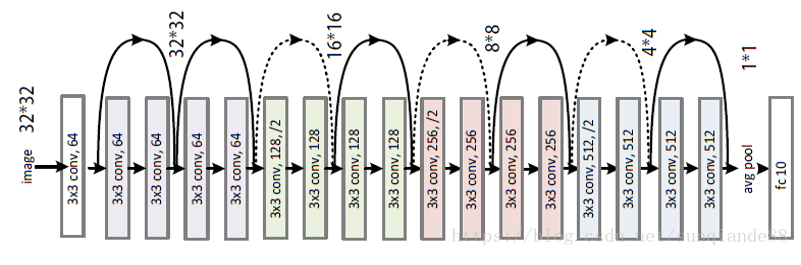 image
32*32
3x3 conv, 64
3x3 conv, 64
3x3 conv, 64
32*32
3x3 conv, 64
3x3 conv, 64
3x3 conv, 128, /2
3x3 conv, 128
16*16
3x3 conv, 128
3x3 conv, 128
3x3 conv, 256, /2
3x3 conv, 256
8*8
3x3 conv, 256
3x3 conv, 256
3x3 conv, 512, /2
3x3 conv, 512
4*4
3x3 conv, 512
3x3 conv, 512
1*1
avg pool
fc 10
https://blog.csdn.net/sunqiande88